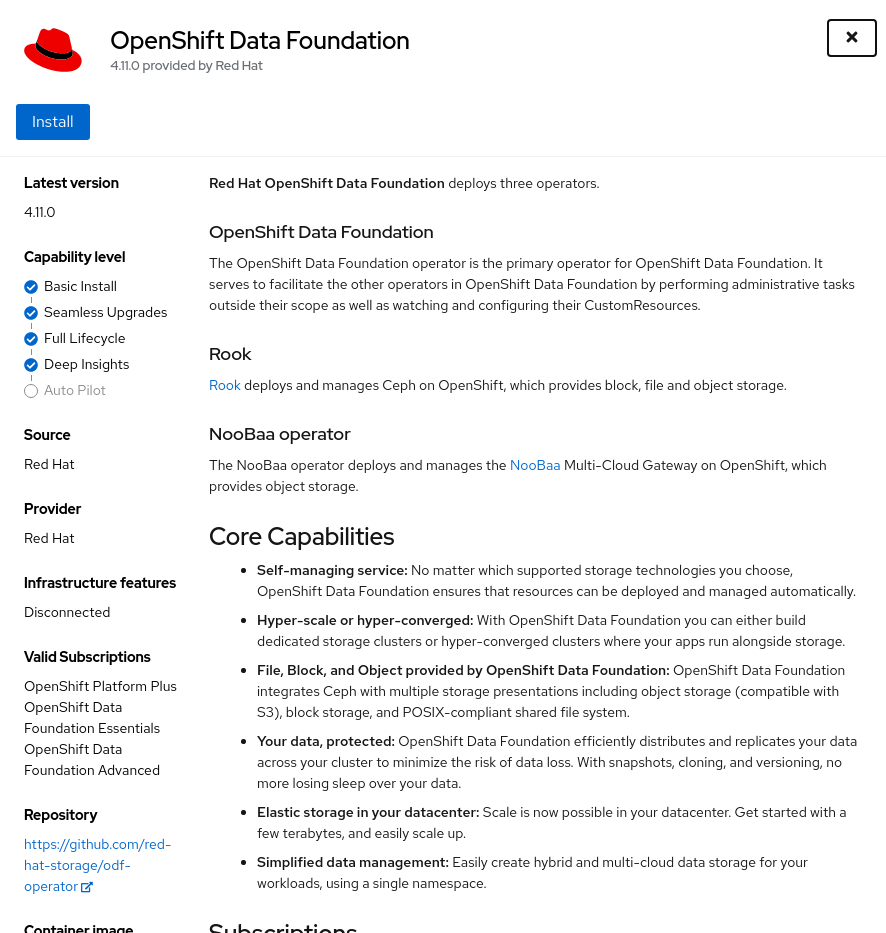 OpenShift Data Foundation
4.11.0 provided by Red Hat
Install
Latest version
4.11.0
Capability level
Basic Install
Seamless Upgrades
Full Lifecycle
Deep Insights
Auto Pilot
Source
Red Hat
Provider
Red Hat
Infrastructure features
Disconnected
Valid Subscriptions
OpenShift Platform Plus
OpenShift Data
Foundation Essentials
OpenShift Data
Foundation Advanced
Repository
https://github.com/red-
hat-storage/odf-
operator
Container image
Red Hat OpenShift Data Foundation deploys three operators.
OpenShift Data Foundation
The OpenShift Data Foundation operator is the primary operator for OpenShift Data Foundation. It
serves to facilitate the other operators in OpenShift Data Foundation by performing administrative tasks
outside their scope as well as watching and configuring their CustomResources.
Rook
Rook deploys and manages Ceph on OpenShift, which provides block, file and object storage.
NooBaa operator
The NooBaa operator deploys and manages the NooBaa Multi-Cloud Gateway on OpenShift, which
provides object storage.
Core Capabilities
• Self-managing service: No matter which supported storage technologies you choose,
OpenShift Data Foundation ensures that resources can be deployed and managed automatically.
• Hyper-scale or hyper-converged: With OpenShift Data Foundation you can either build
dedicated storage clusters or hyper-converged clusters where your apps run alongside storage.
• File, Block, and Object provided by OpenShift Data Foundation: OpenShift Data Foundation
integrates Ceph with multiple storage presentations including object storage (compatible with
S3), block storage, and POSIX-compliant shared file system.
• Your data, protected: OpenShift Data Foundation efficiently distributes and replicates your data
across your cluster to minimize the risk of data loss. With snapshots, cloning, and versioning, no
more losing sleep over your data.
• Elastic storage in your datacenter: Scale is now possible in your datacenter. Get started with a
few terabytes, and easily scale up.
• Simplified data management: Easily create hybrid and multi-cloud data storage for your
workloads, using a single namespace.
Subscriptions